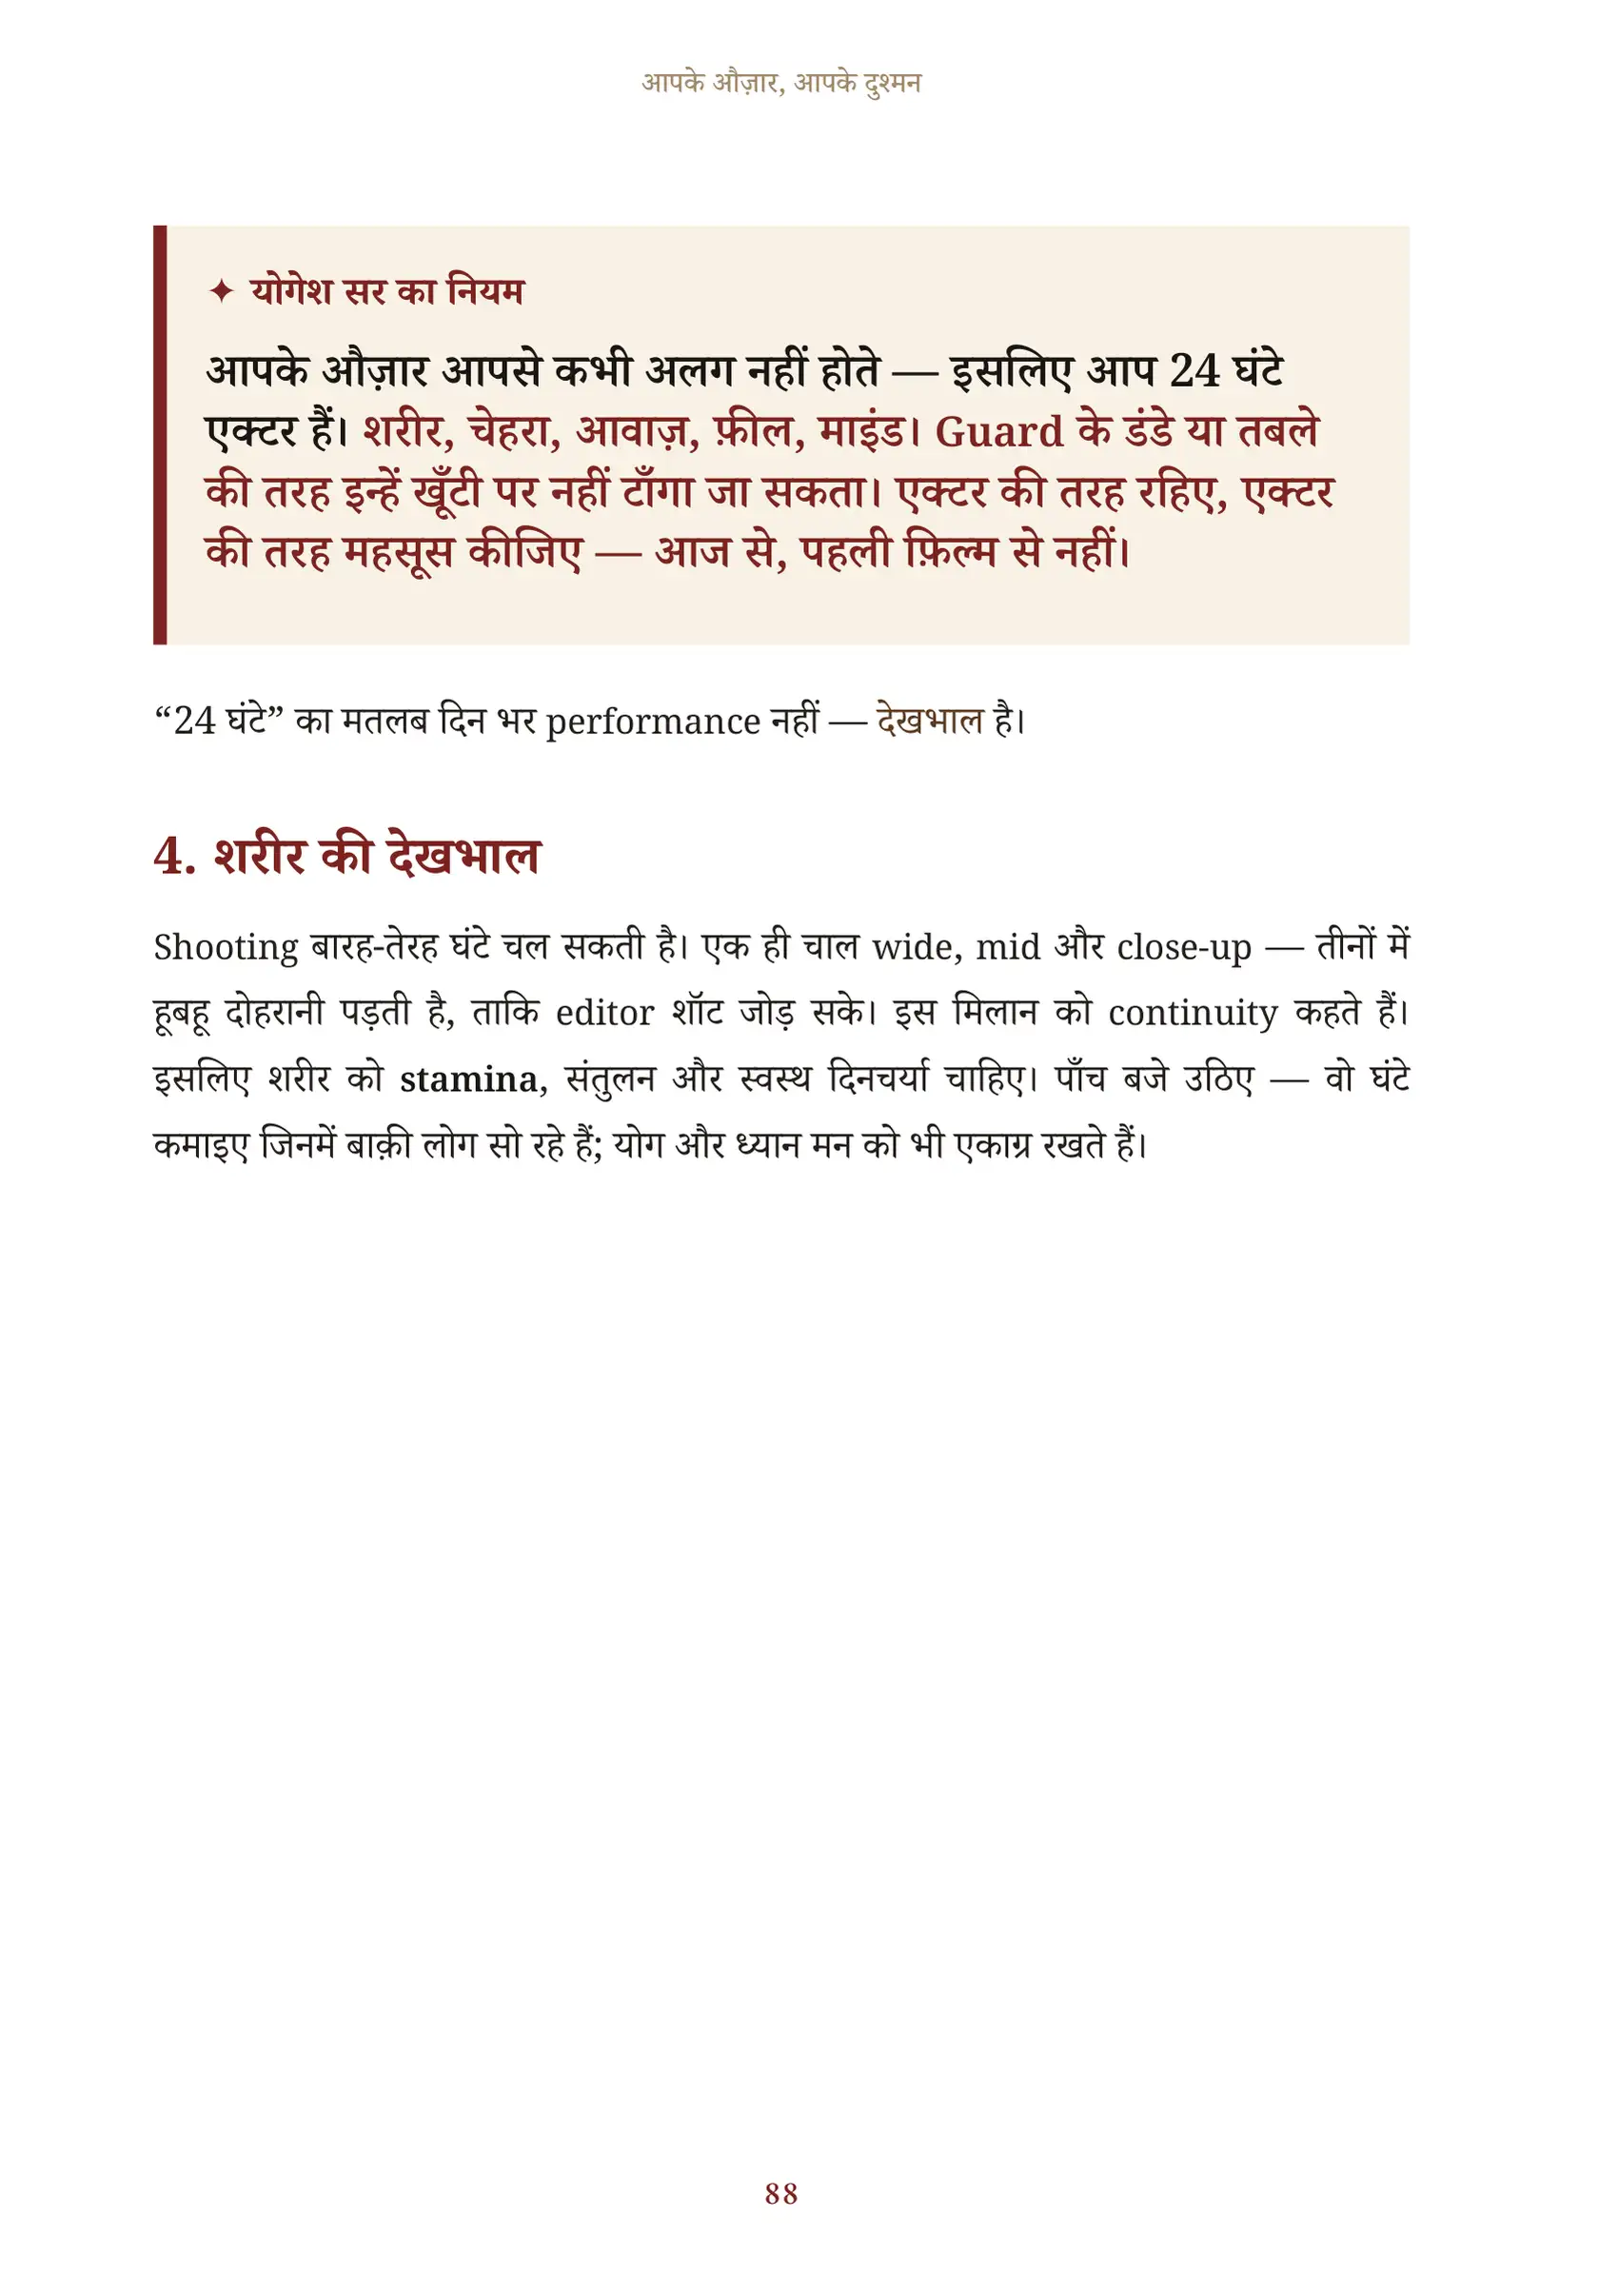 आपके औज़ार, आपके दुश्मन
✦ योगेश सर का नियम
आपके औज़ार आपसे कभी अलग नहीं होते — इसलिए आप 24 घंटे
एक्टर हैं। शरीर, चेहरा, आवाज़, फ़ील, माइंड। Guard के डंडे या तबले
की तरह इन्हें खूँटी पर नहीं टाँगा जा सकता। एक्टर की तरह रहिए, एक्टर
की तरह महसूस कीजिए — आज से, पहली फ़िल्म से नहीं।
“24 घंटे” का मतलब दिन भर performance नहीं — देखभाल है।
4. शरीर की देखभाल
Shooting बारह-तेरह घंटे चल सकती है। एक ही चाल wide, mid और close-up — तीनों में
हूबहू दोहरानी पड़ती है, ताकि editor शॉट जोड़ सके। इस मिलान को continuity कहते हैं।
इसलिए शरीर को stamina, संतुलन और स्वस्थ दिनचर्या चाहिए। पाँच बजे उठिए — वो घंटे
कमाइए जिनमें बाक़ी लोग सो रहे हैं; योग और ध्यान मन को भी एकाग्र रखते हैं।
88